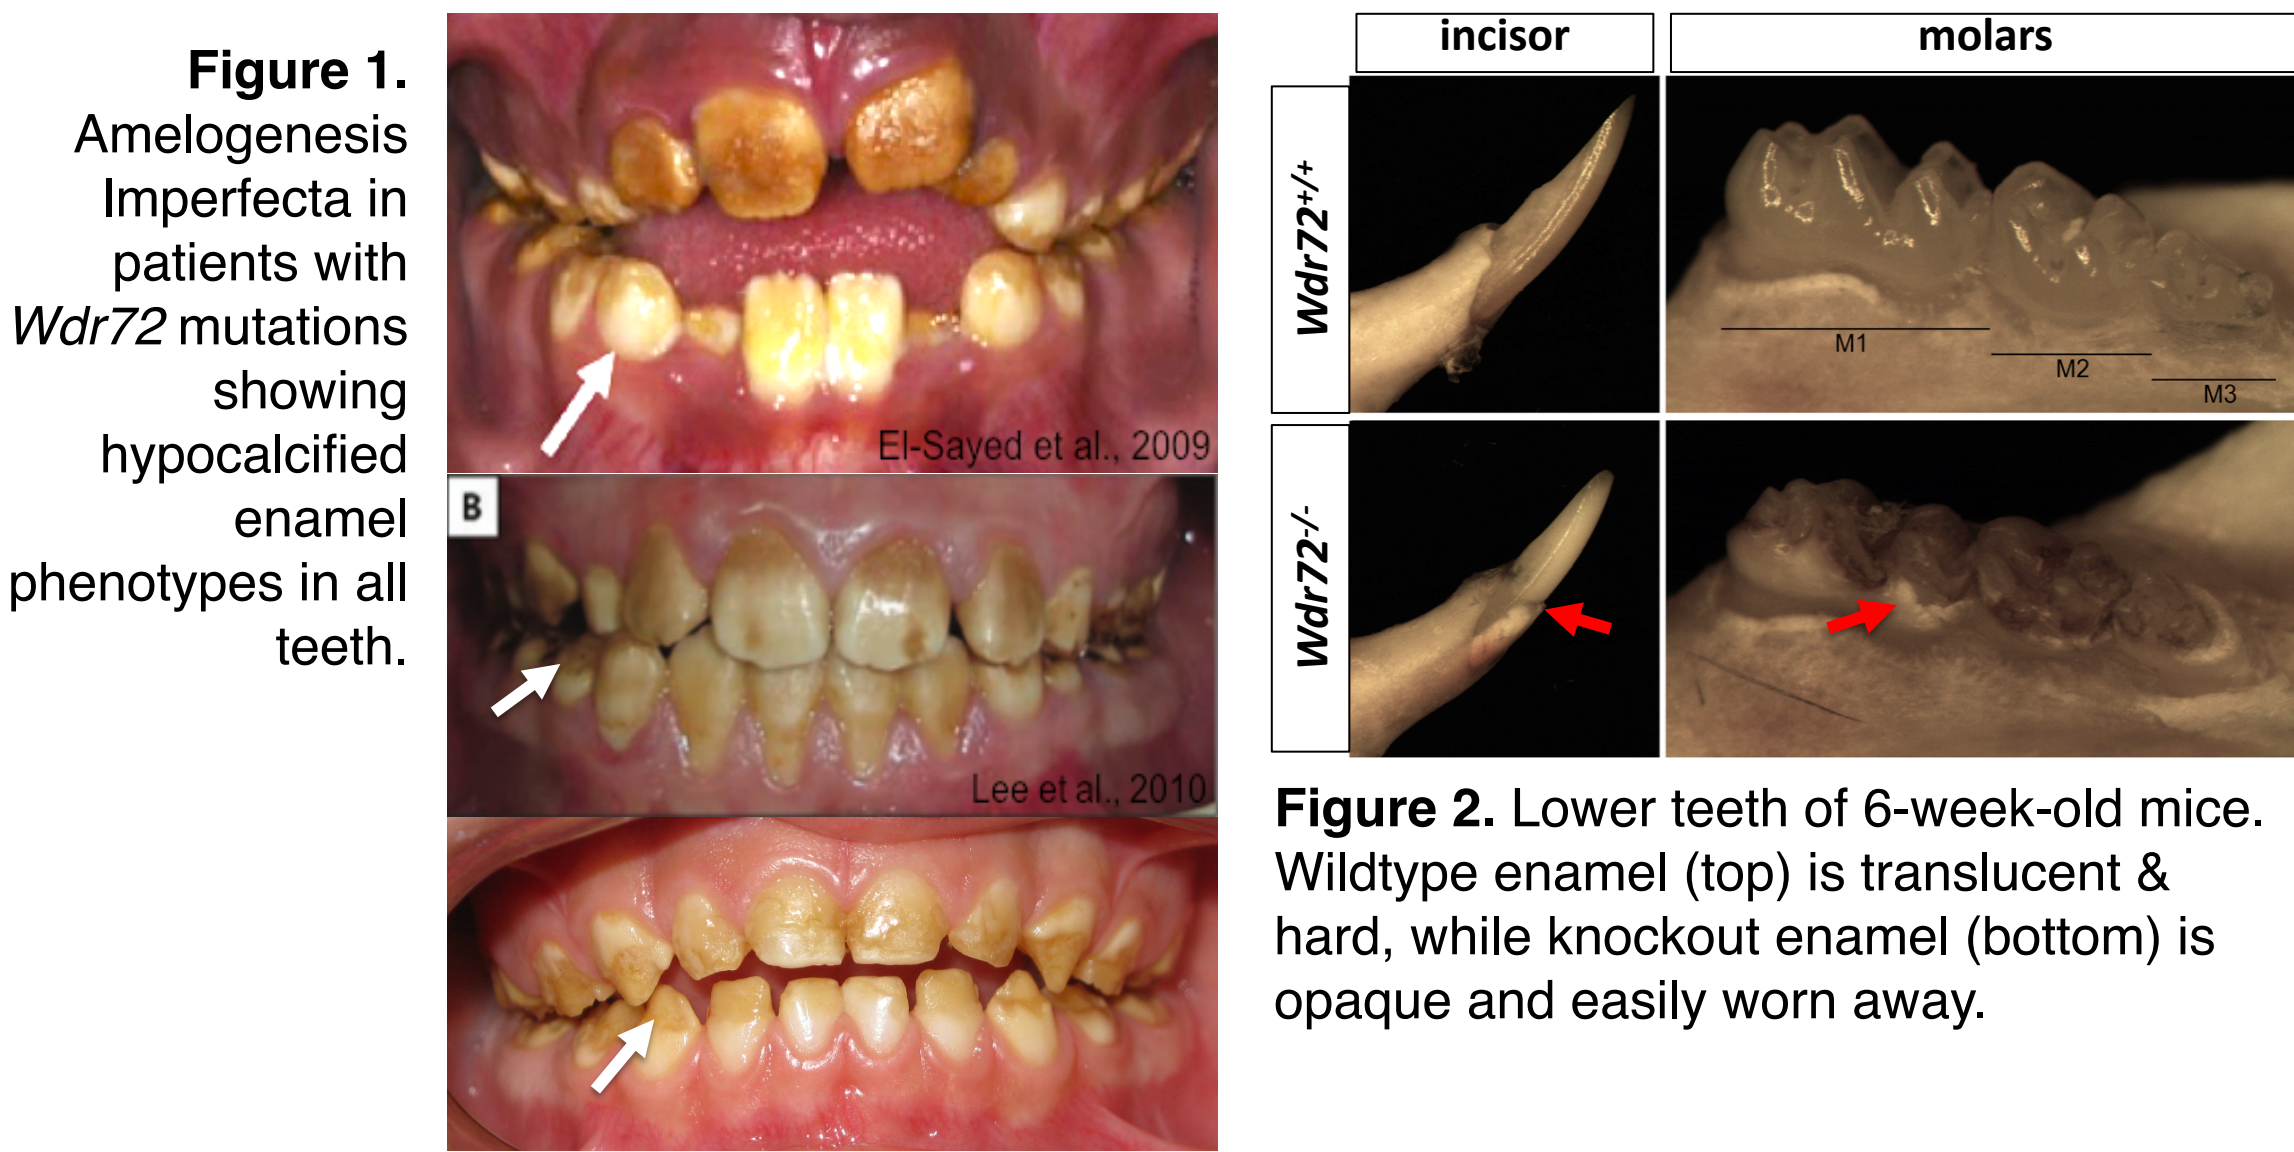 Figure 1.
Amelogenesis
Imperfecta in
patients with
Wdr72 mutations
showing
hypocalcified
enamel
phenotypes in all
teeth.
El-Sayed et al., 2009
B
Lee et al., 2010
incisor
molars
Wdr72+/+
M1
M2
M3
Wdr72-/-
Figure 2. Lower teeth of 6-week-old mice.
Wildtype enamel (top) is translucent &
hard, while knockout enamel (bottom) is
opaque and easily worn away.